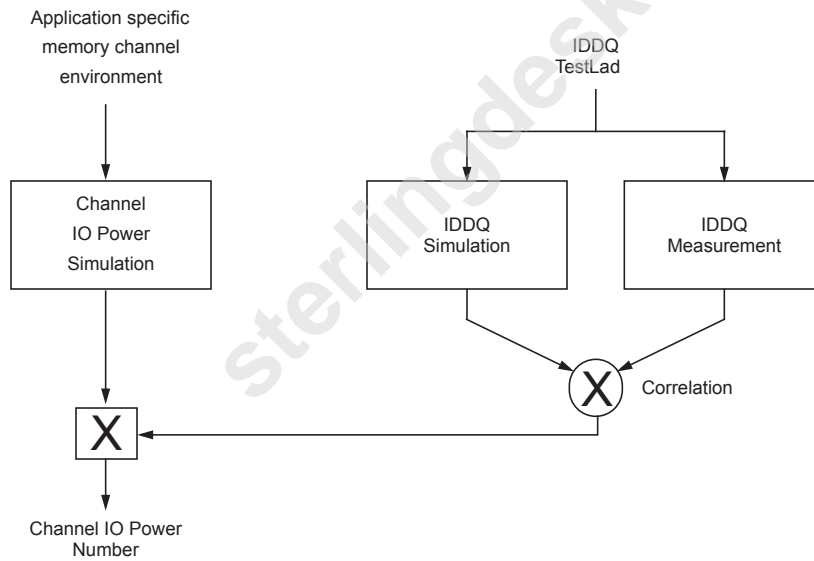 Application specific
memory channel
environment
IDDQ
TestLad
Channel
IO Power
Simulation
IDDQ
Simulation
IDDQ
Measurement
X
Correlation
X
Channel IO Power
Number
sterlingdesk